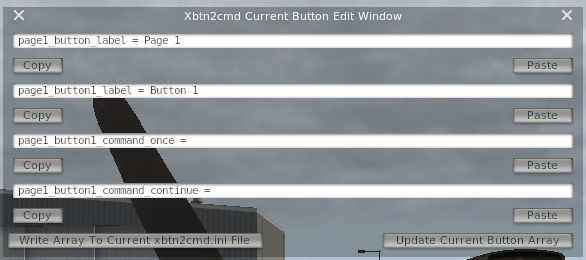 Xbtn2cmd Current Button Edit Window
page1_button_label = Page 1
Copy Paste
page1_button1_label = Button 1
Copy Paste
page1_button1_command_once =
Copy Paste
page1_button1_command_continue =
Copy Paste
Write Array To Current xbtn2cmd.ini File Update Current Button Array